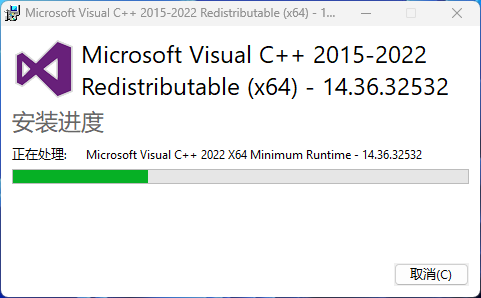 Microsoft Visual C++ 2015-2022 Redistributable (x64) - 1...
Microsoft Visual C++ 2015-2022
Redistributable (x64) - 14.36.32532
安装进度
正在处理: Microsoft Visual C++ 2022 X64 Minimum Runtime - 14.36.32532
取消(C)